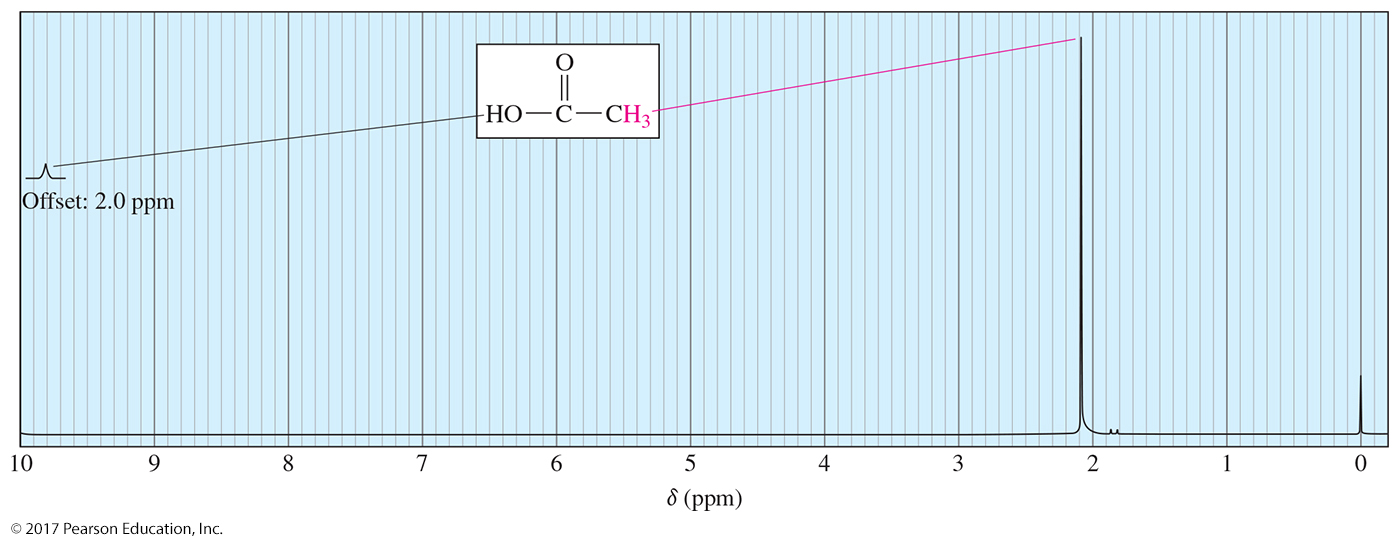 O
HO—C—CH₃
Offset: 2.0 ppm
10 9 8 7 6 5 4 3 2 1 0
δ (ppm)
© 2017 Pearson Education, Inc.